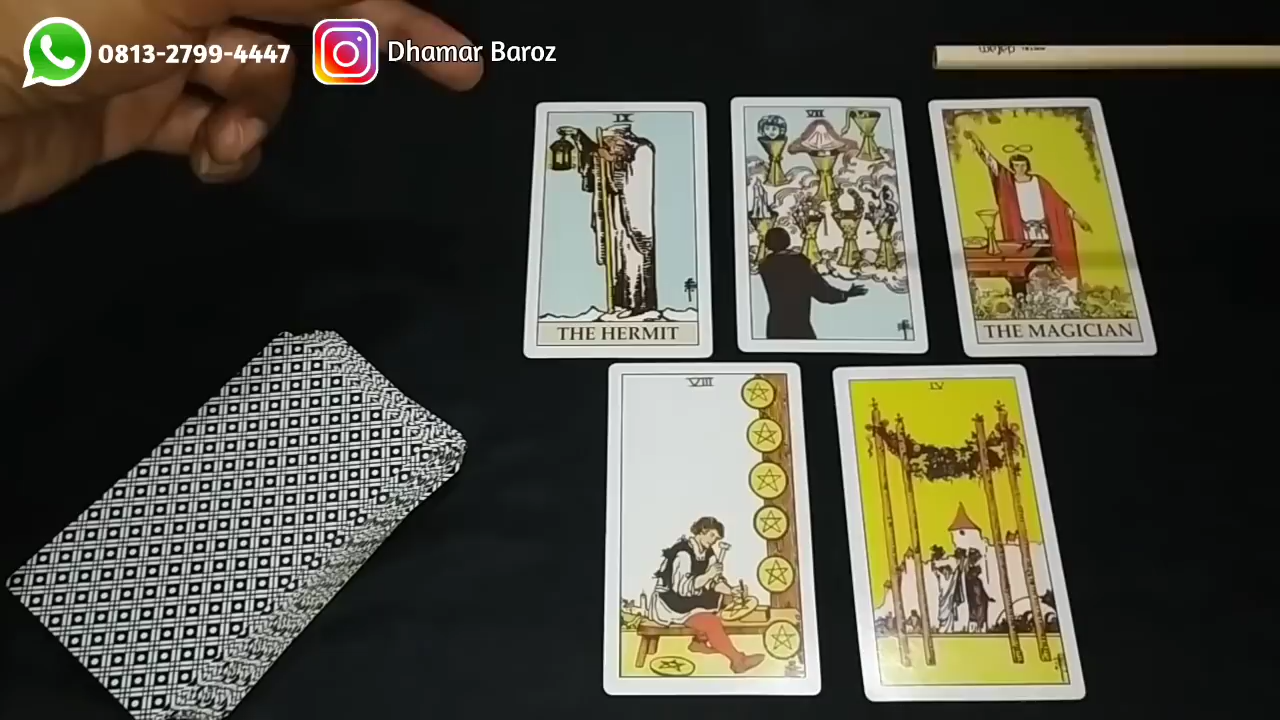 0813-2799-4447
Dhamar Baroz
IX
THE HERMIT
VII
I
THE MAGICIAN
VIII
IV